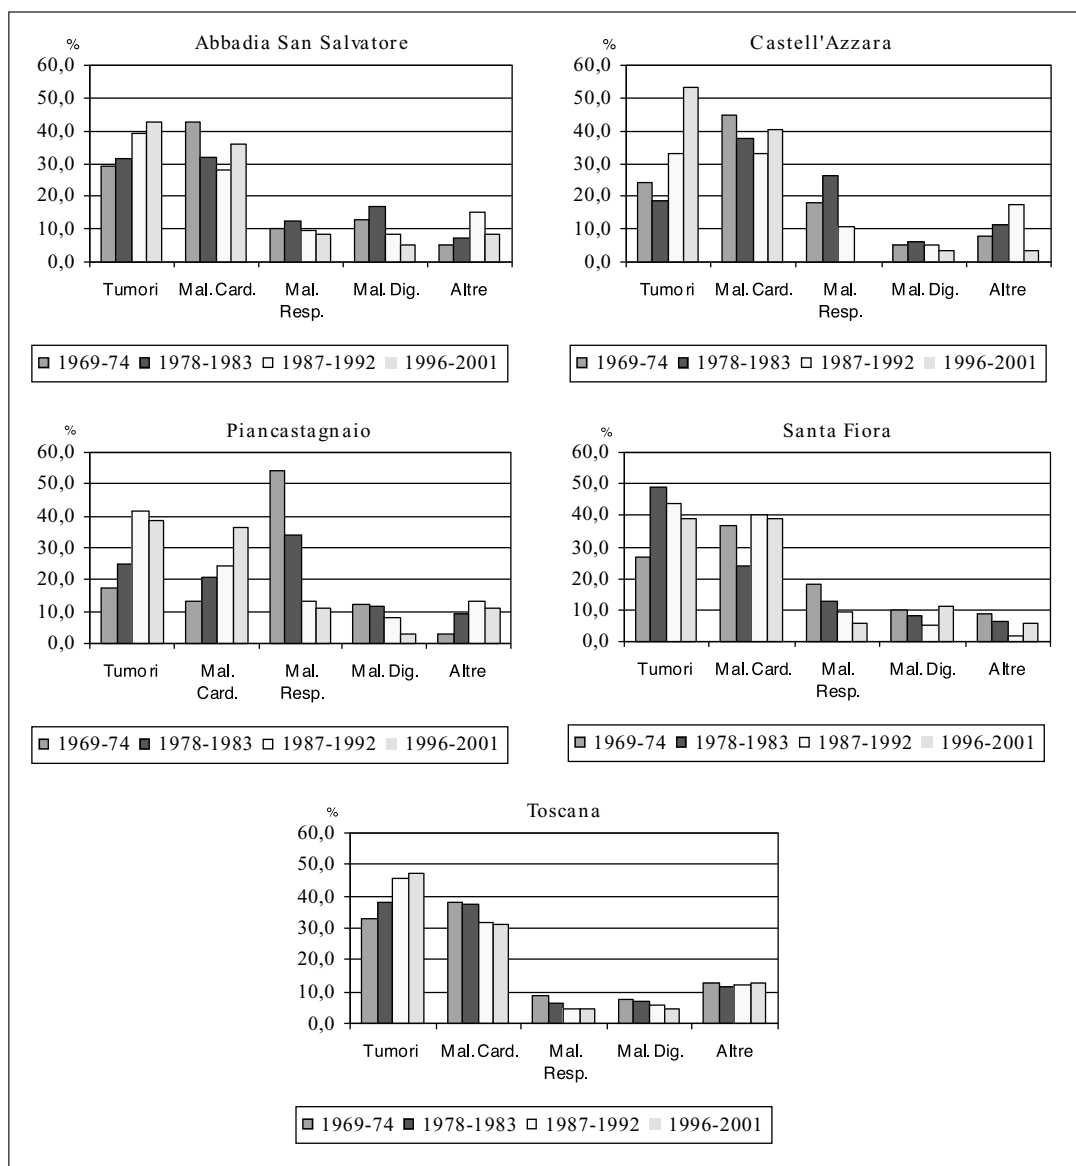 Abbadia San Salvatore
%
60,0
50,0
40,0
30,0
20,0
10,0
0,0
Tumori Mal. Card. Mal. Resp. Mal. Dig. Altre
1969-74 1978-1983 1987-1992 1996-2001
Castell'Azzara
%
60,0
50,0
40,0
30,0
20,0
10,0
0,0
Tumori Mal. Card. Mal. Resp. Mal. Dig. Altre
1969-74 1978-1983 1987-1992 1996-2001
Piancastagnaio
%
60,0
50,0
40,0
30,0
20,0
10,0
0,0
Tumori Mal. Card. Mal. Resp. Mal. Dig. Altre
1969-74 1978-1983 1987-1992 1996-2001
Santa Fiora
%
60,0
50,0
40,0
30,0
20,0
10,0
0,0
Tumori Mal. Card. Mal. Resp. Mal. Dig. Altre
1969-74 1978-1983 1987-1992 1996-2001
Toscana
%
60,0
50,0
40,0
30,0
20,0
10,0
0,0
Tumori Mal. Card. Mal. Resp. Mal. Dig. Altre
1969-74 1978-1983 1987-1992 1996-2001